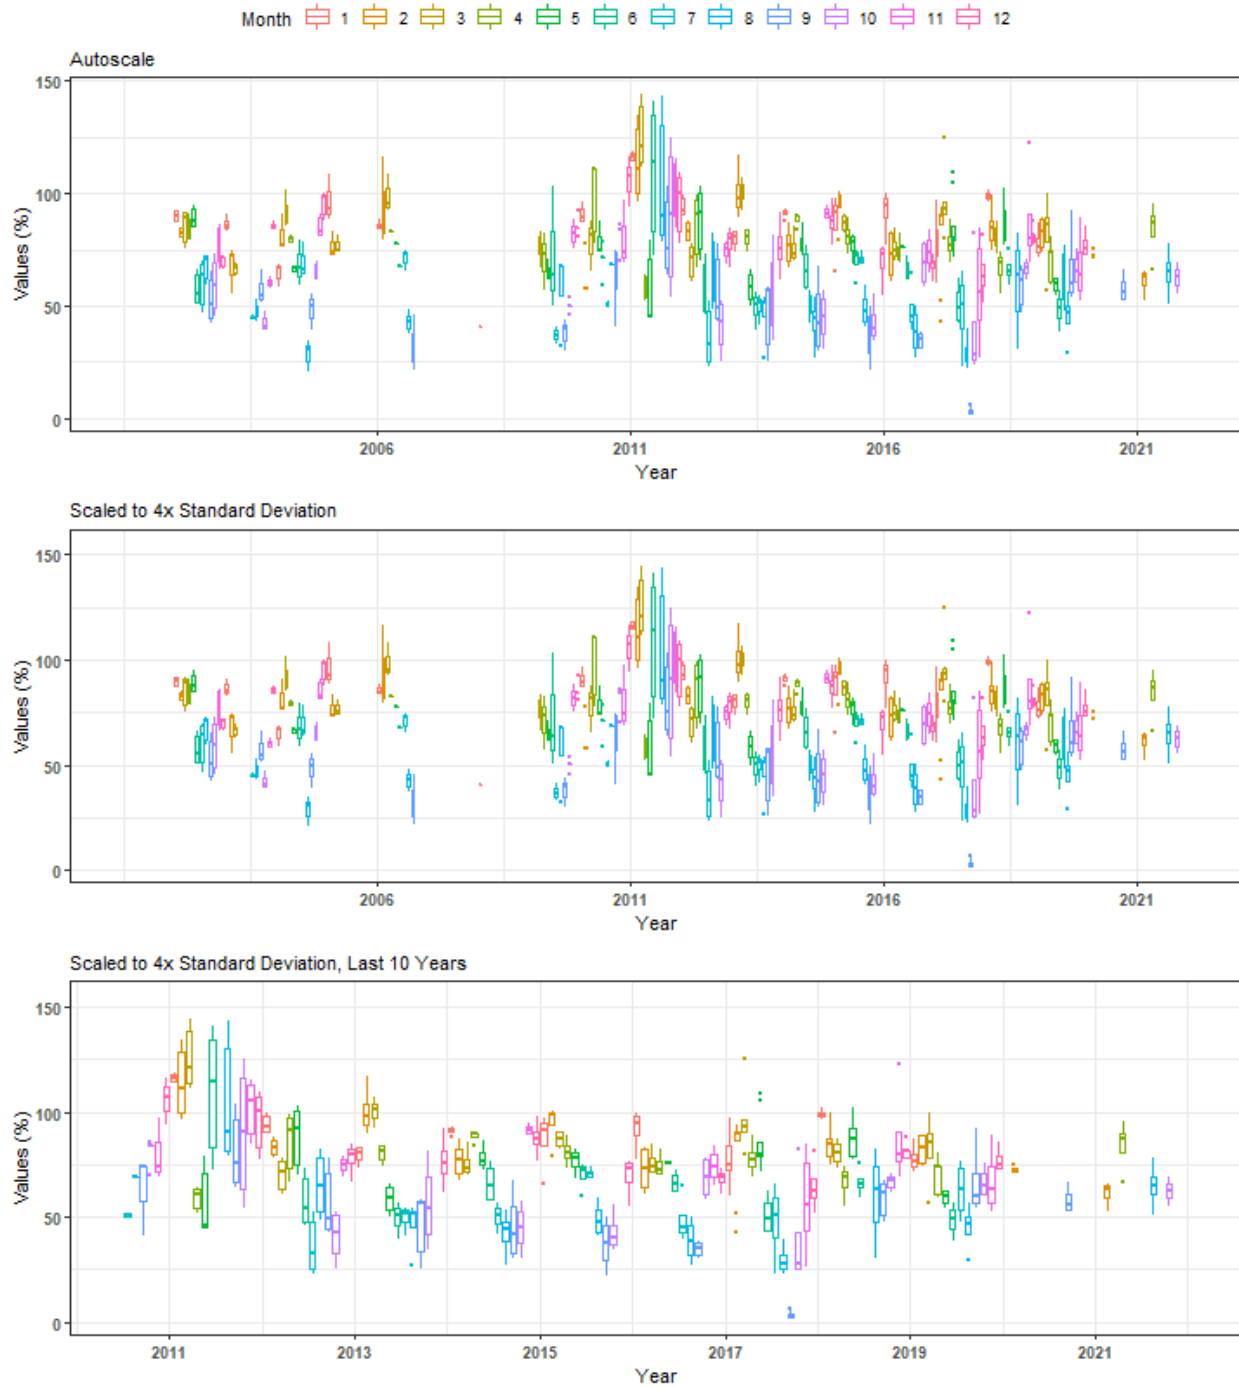 Month 1 2 3 4 5 6 7 8 9 10 11 12
Autoscale
150
100
50
0
Values (%)
2006 2011 2016 2021
Year
Scaled to 4x Standard Deviation
150
100
50
0
Values (%)
2006 2011 2016 2021
Year
Scaled to 4x Standard Deviation, Last 10 Years
150
100
50
0
Values (%)
2011 2013 2015 2017 2019 2021
Year